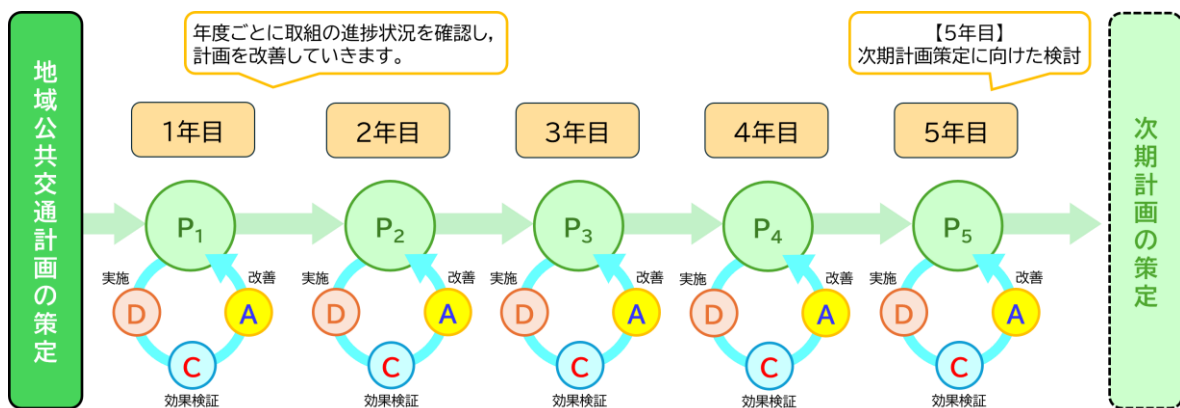 地域公共交通計画の策定
年度ごとに取組の進捗状況を確認し,
計画を改善していきます。
【5年目】
次期計画策定に向けた検討
1年目
2年目
3年目
4年目
5年目
P1
P2
P3
P4
P5
実施
改善
実施
改善
実施
改善
実施
改善
実施
改善
D
A
D
A
D
A
D
A
D
A
C
C
C
C
C
効果検証
効果検証
効果検証
効果検証
効果検証
次期計画の策定